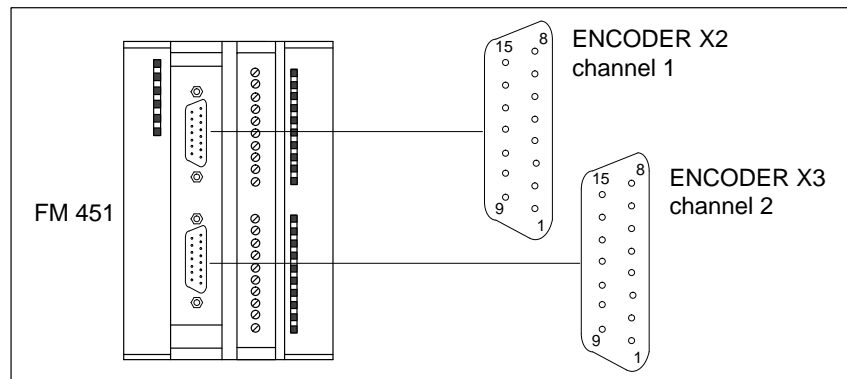 15
8
ENCODER X2
channel 1
9
1
15
8
ENCODER X3
channel 2
FM 451
9
1